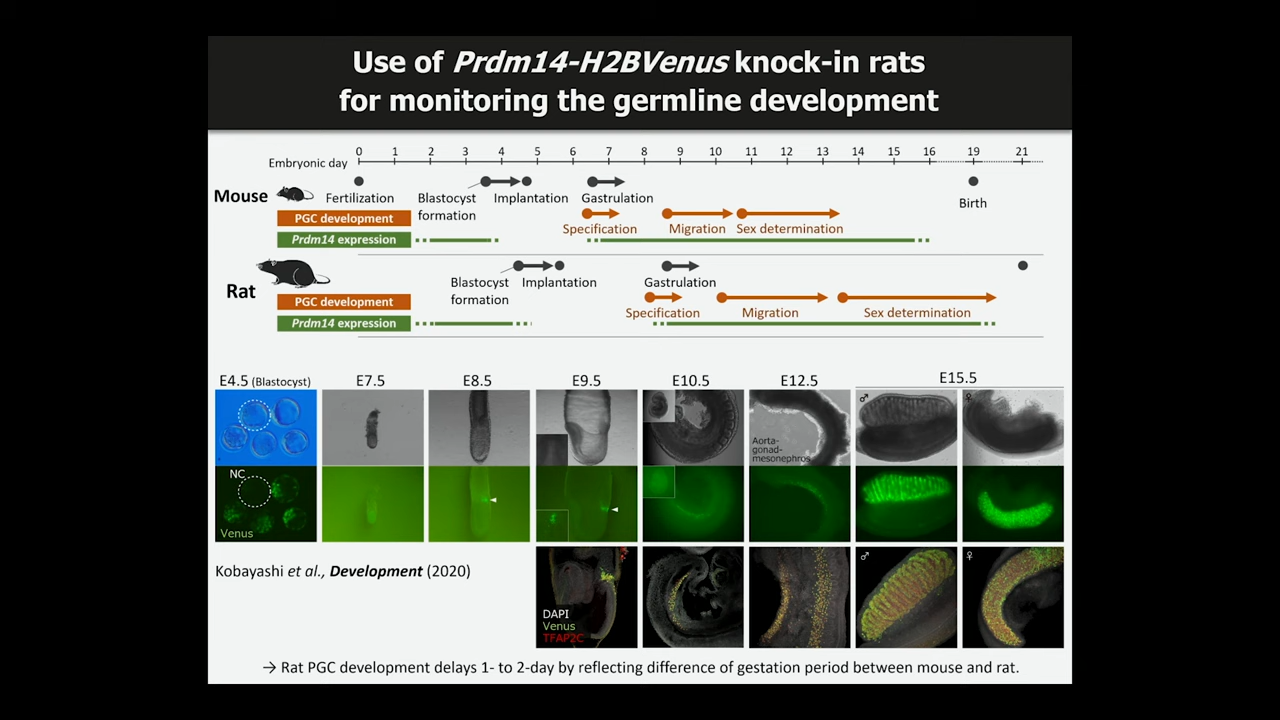 Use of Prdm14-H2BVenus knock-in rats
for monitoring the germline development
Embryonic day 0 1 2 3 4 5 6 7 8 9 10 11 12 13 14 15 16 19 21
Mouse
Fertilization
Blastocyst
formation
Implantation
Gastrulation
Birth
PGC development
Specification
Migration
Sex determination
Prdm14 expression
Rat
Blastocyst
formation
Implantation
Gastrulation
PGC development
Specification
Migration
Sex determination
Prdm14 expression
E4.5 (Blastocyst) E7.5 E8.5 E9.5 E10.5 E12.5 E15.5
♂ ♀
Aorta-
gonad-
mesonephros
NC
Venus
♂ ♀
DAPI
Venus
TFAP2C
Kobayashi et al., Development (2020)
→ Rat PGC development delays 1- to 2-day by reflecting difference of gestation period between mouse and rat.